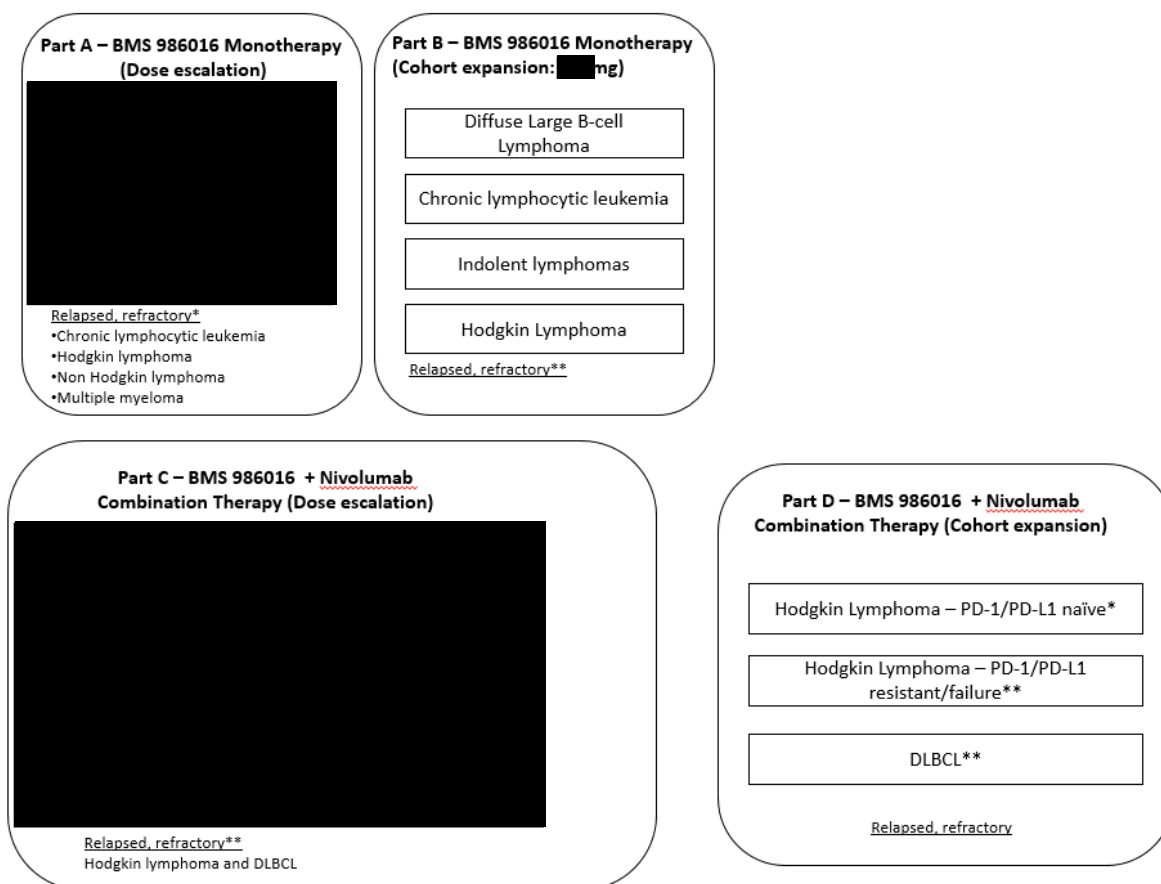 Part A – BMS 986016 Monotherapy
(Dose escalation)
Relapsed, refractory*
•Chronic lymphocytic leukemia
•Hodgkin lymphoma
•Non Hodgkin lymphoma
•Multiple myeloma
Part B – BMS 986016 Monotherapy
(Cohort expansion: mg)
Diffuse Large B-cell
Lymphoma
Chronic lymphocytic leukemia
Indolent lymphomas
Hodgkin Lymphoma
Relapsed, refractory**
Part C – BMS 986016 + Nivolumab
Combination Therapy (Dose escalation)
Relapsed, refractory**
Hodgkin lymphoma and DLBCL
Part D – BMS 986016 + Nivolumab
Combination Therapy (Cohort expansion)
Hodgkin Lymphoma – PD-1/PD-L1 naïve*
Hodgkin Lymphoma – PD-1/PD-L1
resistant/failure**
DLBCL**
Relapsed, refractory